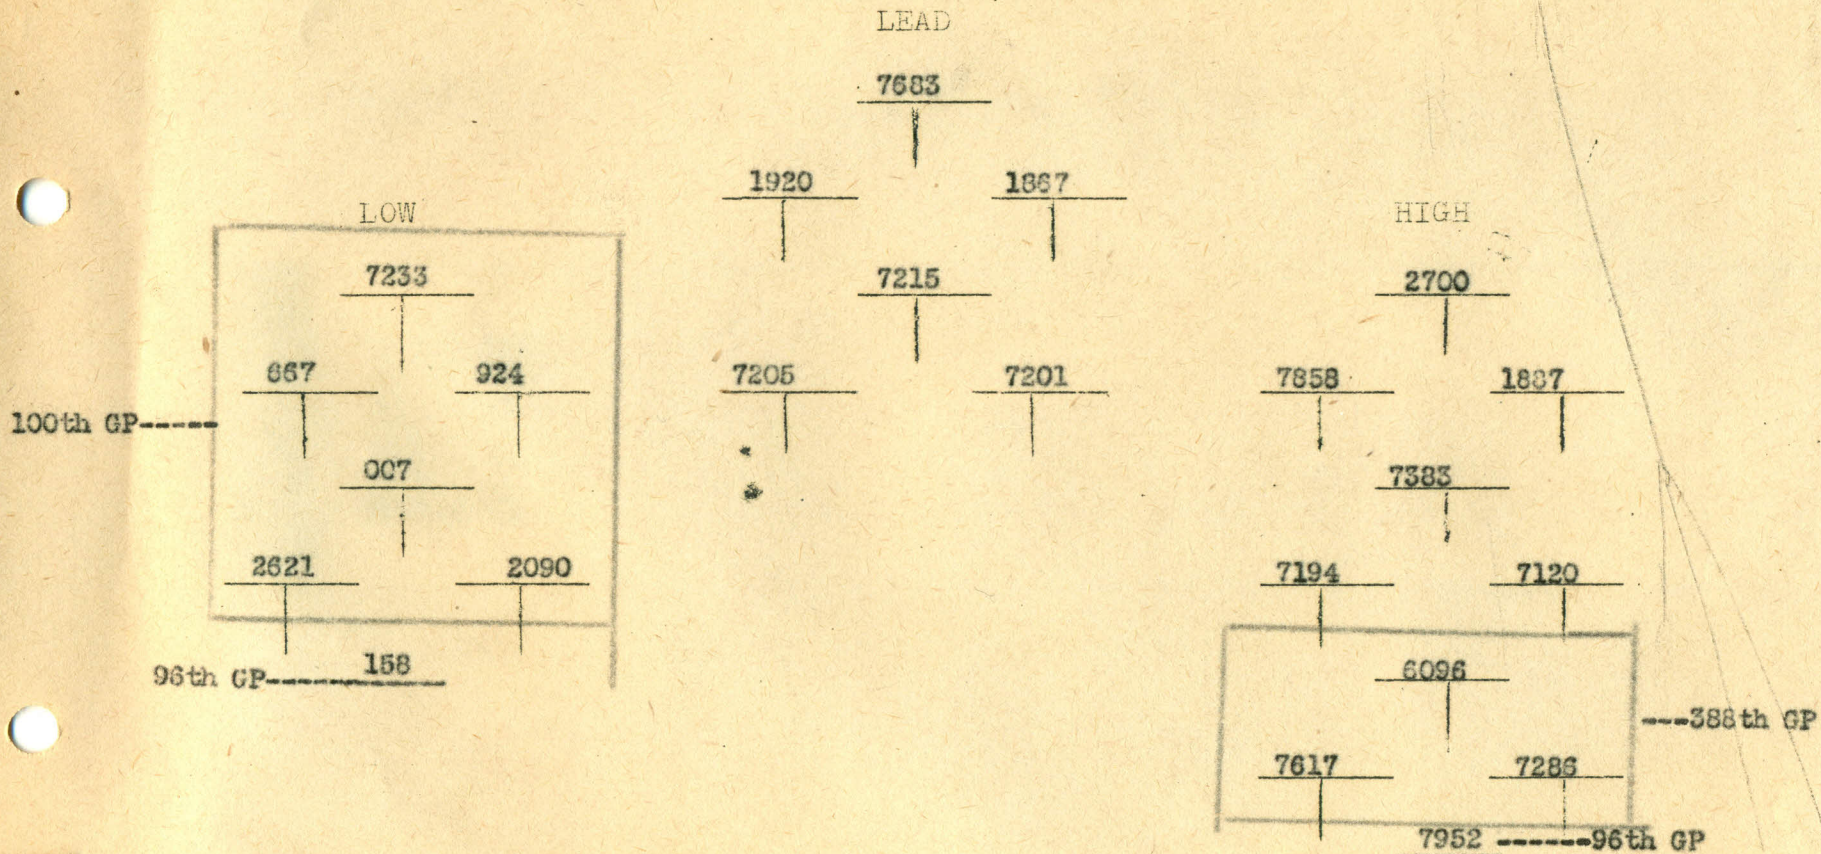 LEAD
7683
1920 1867
LOW HIGH
7233 7215 2700
667 924 7205 7201 7858 1887
100th GP-----
007 7383
2621 2090 7194 7120
96th GP------- 158 6096
---388th GP
7617 7286
7952 ------96th GP